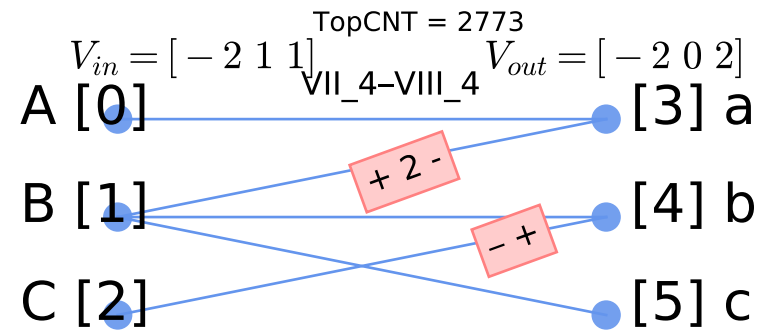 TopCNT = 2773
V_in = [ − 2 1 1]
V_out = [ − 2 0 2]
VII_4–VIII_4
A [0]
[3] a
+ 2 -
B [1]
[4] b
− +
C [2]
[5] c